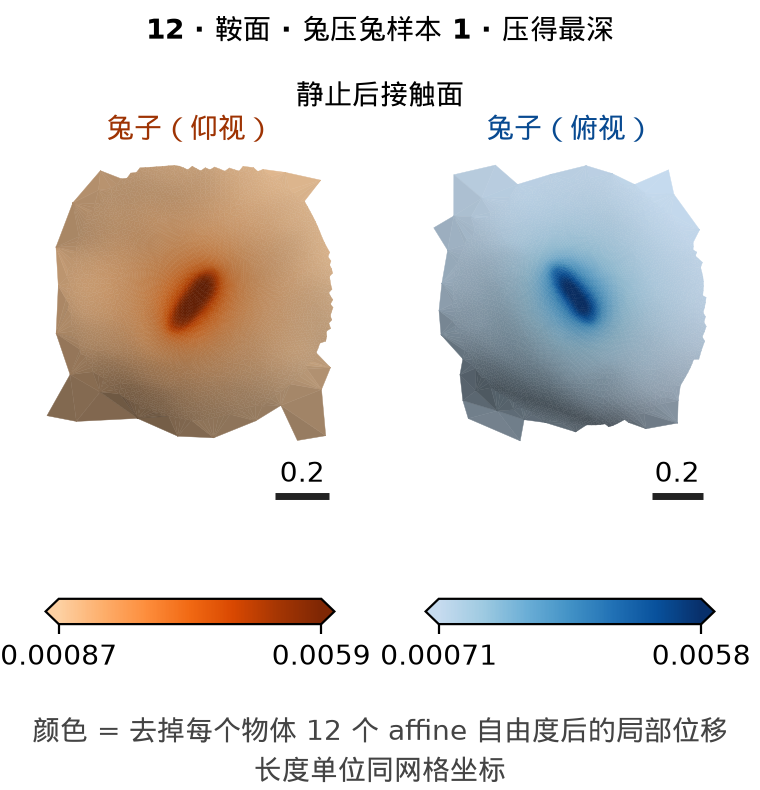 12 · 鞍面 · 兔压兔样本 1 · 压得最深
静止后接触面
兔子（仰视） 兔子（俯视）
0.2 0.2
0.00087 0.0059 0.00071 0.0058
颜色 = 去掉每个物体 12 个 affine 自由度后的局部位移
长度单位同网格坐标